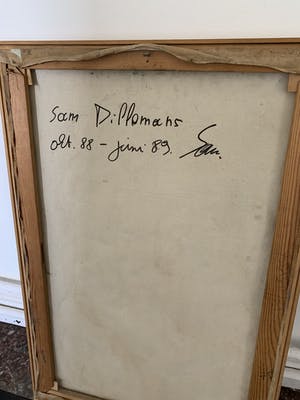 Sam Dillemans
okt. 88 - juni 89. Sam.